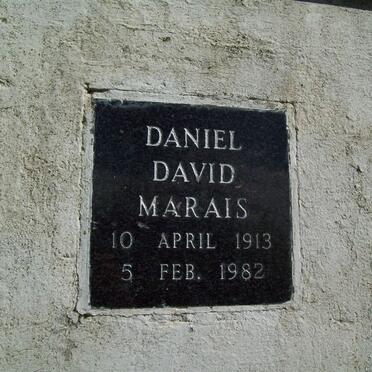 DANIEL
DAVID
MARAIS
10 APRIL 1913
5 FEB. 1982